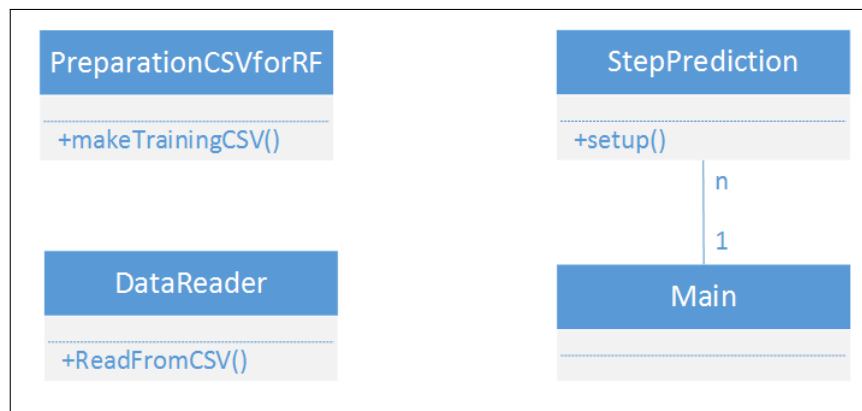 PreparationCSVforRF
+makeTrainingCSV()
StepPrediction
+setup()
n
1
DataReader
+ReadFromCSV()
Main